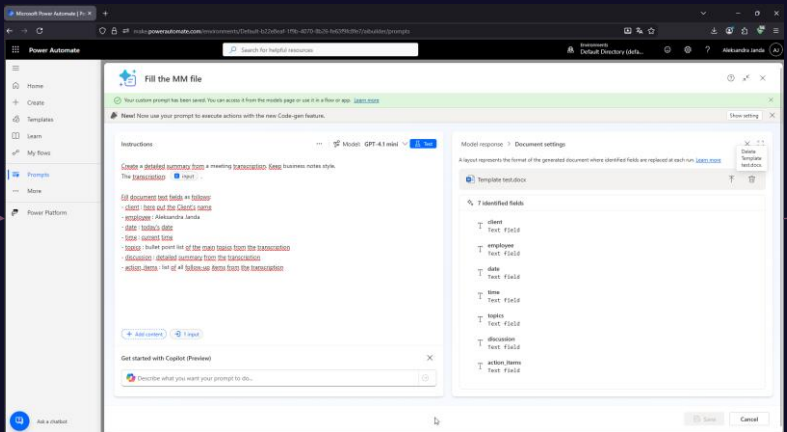 Microsoft Power Automate | Pr
make.powerautomate.com/environments/Default-b22e8eaf-1f9b-4070-8b26-fe62f9fdfe7/aibuilder/prompts
Power Automate
Search for helpful resources
Environments
Default Directory (defa...
Aleksandra Janda
AJ
Home
Create
Templates
Learn
My flows
Prompts
More
Power Platform
Ask a chatbot
Fill the MM file
Your custom prompt has been saved. You can access it from the models page or use it in a flow or app. Learn more
New! Now use your prompt to execute actions with the new Code-gen feature.
Show setting
Instructions
Model: GPT-4.1 mini
Test
Create a detailed summary from a meeting transcription. Keep business notes style.
The transcription: input .
Fill document text fields as follows:
- client : here put the Client's name
- employee : Aleksandra Janda
- date : today's date
- time : current time
- topics : bullet point list of the main topics from the transcription
- discussion : detailed summary from the transcription
- action_items : list of all follow-up items from the transcription
Add content
1 input
Get started with Copilot (Preview)
Describe what you want your prompt to do...
Model response > Document settings
A layout represents the format of the generated document where identified fields are replaced at each run. Learn more
Delete
Template
test.docx
Template test.docx
7 identified fields
client
Text field
employee
Text field
date
Text field
time
Text field
topics
Text field
discussion
Text field
action_items
Text field
Save
Cancel